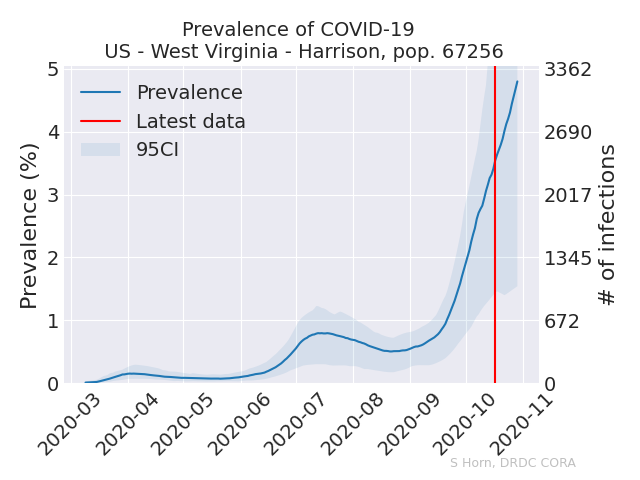 Prevalence of COVID-19
US - West Virginia - Harrison, pop. 67256
Prevalence
Latest data
95CI
Prevalence (%)
5
4
3
2
1
0
3362
2690
2017
1345
672
0
# of infections
2020-03
2020-04
2020-05
2020-06
2020-07
2020-08
2020-09
2020-10
2020-11
S Horn, DRDC CORA